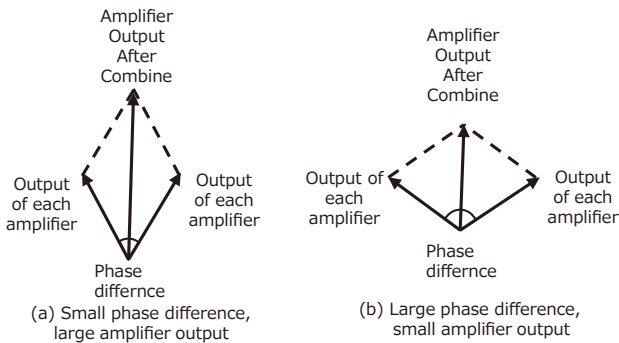 Amplifier
Output
After
Combine
Output
of each
amplifier
Output
of each
amplifier
Phase
differnce
(a) Small phase difference,
large amplifier output
Amplifier
Output
After
Combine
Output of
each
amplifier
Output
of each
amplifier
Phase
differnce
(b) Large phase difference,
small amplifier output